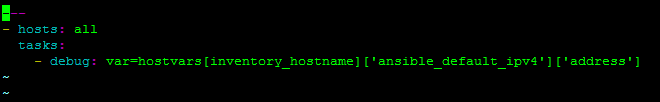 ---
- hosts: all
  tasks:
    - debug: var=hostvars[inventory_hostname]['ansible_default_ipv4']['address']
~
~